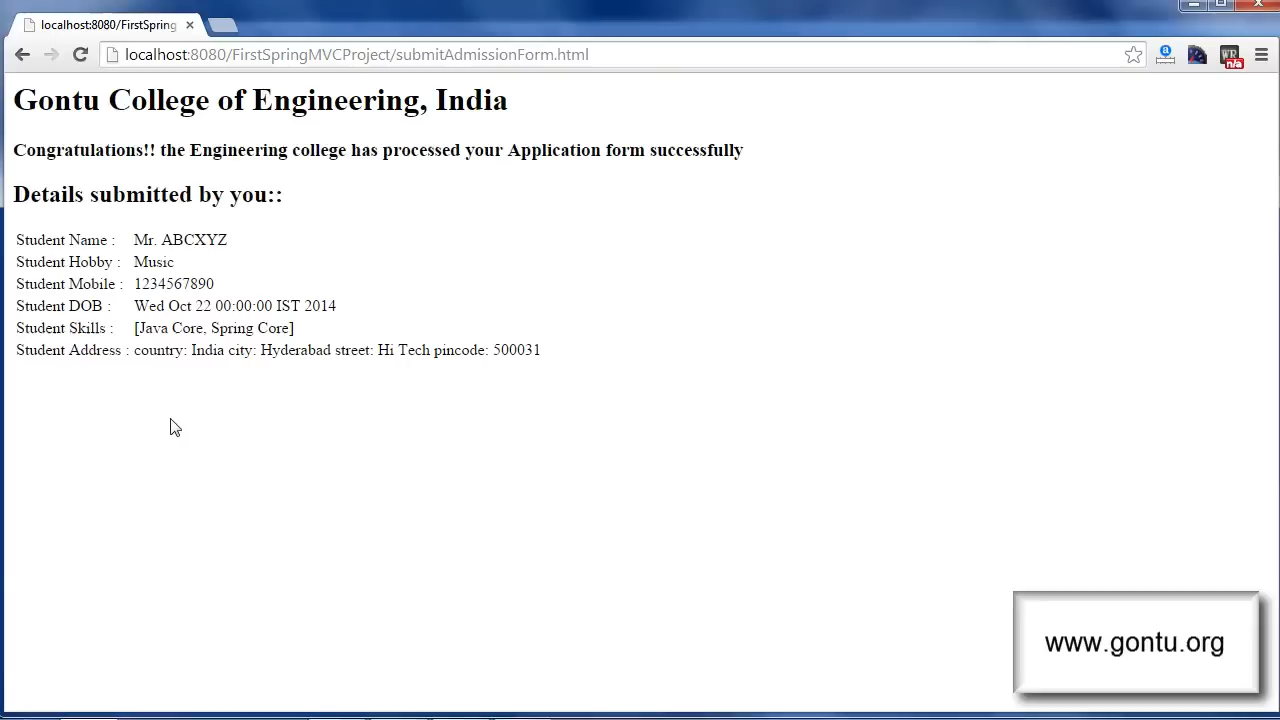 localhost:8080/FirstSpring
localhost:8080/FirstSpringMVCProject/submitAdmissionForm.html
a
WR
n/a
Gontu College of Engineering, India
Congratulations!! the Engineering college has processed your Application form successfully
Details submitted by you::
Student Name : Mr. ABCXYZ
Student Hobby : Music
Student Mobile : 1234567890
Student DOB : Wed Oct 22 00:00:00 IST 2014
Student Skills : [Java Core, Spring Core]
Student Address : country: India city: Hyderabad street: Hi Tech pincode: 500031
www.gontu.org